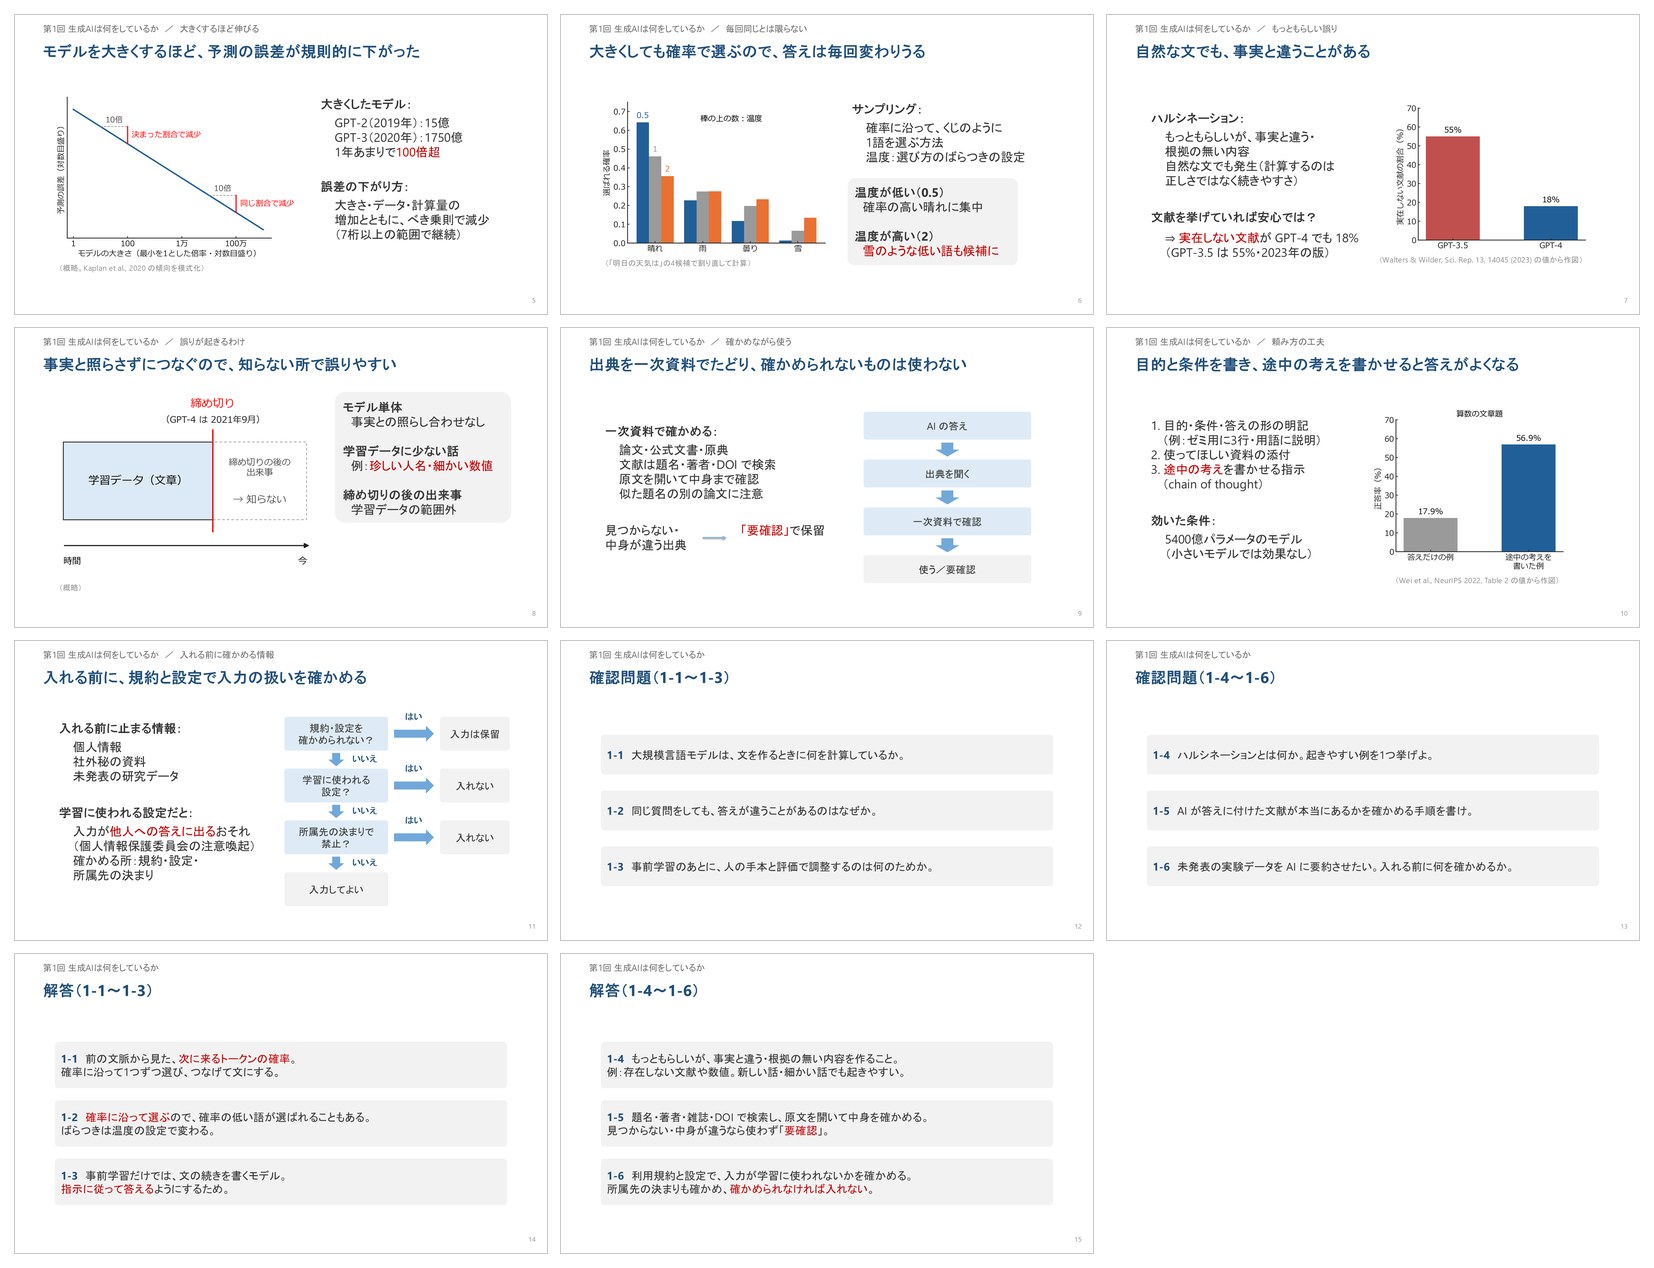 第1回 生成AIは何をしているか ／ 大きくするほど伸びる
モデルを大きくするほど、予測の誤差が規則的に下がった
予測の誤差（対数目盛り）
10倍
決まった割合で減少
10倍
同じ割合で減少
1
100
1万
100万
モデルの大きさ（最小を1とした倍率・対数目盛り）
（概略。Kaplan et al., 2020 の傾向を模式化）
大きくしたモデル：
GPT-2（2019年）：15億
GPT-3（2020年）：1750億
1年あまりで100倍超
誤差の下がり方：
大きさ・データ・計算量の
増加とともに、べき乗則で減少
（7桁以上の範囲で継続）
5
第1回 生成AIは何をしているか ／ 毎回同じとは限らない
大きくしても確率で選ぶので、答えは毎回変わりうる
選ばれる確率
0.7
0.6
0.5
0.4
0.3
0.2
0.1
0.0
0.5
1
2
棒の上の数：温度
晴れ
雨
曇り
雪
（「明日の天気は」の4候補で割り直して計算）
サンプリング：
確率に沿って、くじのように
1語を選ぶ方法
温度：選び方のばらつきの設定
温度が低い（0.5）
確率の高い晴れに集中
温度が高い（2）
雪のような低い語も候補に
6
第1回 生成AIは何をしているか ／ もっともらしい誤り
自然な文でも、事実と違うことがある
ハルシネーション：
もっともらしいが、事実と違う・
根拠の無い内容
自然な文でも発生（計算するのは
正しさではなく続きやすさ）
文献を挙げていれば安心では？
⇒ 実在しない文献が GPT-4 でも 18%
（GPT-3.5 は 55%・2023年の版）
実在しない文献の割合（%）
70
60
50
40
30
20
10
0
55%
18%
GPT-3.5
GPT-4
（Walters & Wilder, Sci. Rep. 13, 14045 (2023) の値から作図）
7
第1回 生成AIは何をしているか ／ 誤りが起きるわけ
事実と照らさずにつなぐので、知らない所で誤りやすい
締め切り
（GPT-4 は 2021年9月）
学習データ（文章）
締め切りの後の
出来事
→ 知らない
時間
今
（概略）
モデル単体
事実との照らし合わせなし
学習データに少ない話
例：珍しい人名・細かい数値
締め切りの後の出来事
学習データの範囲外
8
第1回 生成AIは何をしているか ／ 確かめながら使う
出典を一次資料でたどり、確かめられないものは使わない
一次資料で確かめる：
論文・公式文書・原典
文献は題名・著者・DOI で検索
原文を開いて中身まで確認
似た題名の別の論文に注意
見つからない・
中身が違う出典
「要確認」で保留
AI の答え
出典を聞く
一次資料で確認
使う／要確認
9
第1回 生成AIは何をしているか ／ 頼み方の工夫
目的と条件を書き、途中の考えを書かせると答えがよくなる
1. 目的・条件・答えの形の明記
（例：ゼミ用に3行・用語に説明）
2. 使ってほしい資料の添付
3. 途中の考えを書かせる指示
（chain of thought）
効いた条件：
5400億パラメータのモデル
（小さいモデルでは効果なし）
算数の文章題
正答率（%）
70
60
50
40
30
20
10
0
17.9%
56.9%
答えだけの例
途中の考えを
書いた例
（Wei et al., NeurIPS 2022, Table 2 の値から作図）
10
第1回 生成AIは何をしているか ／ 入れる前に確かめる情報
入れる前に、規約と設定で入力の扱いを確かめる
入れる前に止まる情報：
個人情報
社外秘の資料
未発表の研究データ
学習に使われる設定だと：
入力が他人への答えに出るおそれ
（個人情報保護委員会の注意喚起）
確かめる所：規約・設定・
所属先の決まり
規約・設定を
確かめられない？
はい
入力は保留
いいえ
学習に使われる
設定？
はい
入れない
いいえ
所属先の決まりで
禁止？
はい
入れない
いいえ
入力してよい
11
第1回 生成AIは何をしているか
確認問題（1-1〜1-3）
1-1 大規模言語モデルは、文を作るときに何を計算しているか。
1-2 同じ質問をしても、答えが違うことがあるのはなぜか。
1-3 事前学習のあとに、人の手本と評価で調整するのは何のためか。
12
第1回 生成AIは何をしているか
確認問題（1-4〜1-6）
1-4 ハルシネーションとは何か。起きやすい例を1つ挙げよ。
1-5 AI が答えに付けた文献が本当にあるかを確かめる手順を書け。
1-6 未発表の実験データを AI に要約させたい。入れる前に何を確かめるか。
13
第1回 生成AIは何をしているか
解答（1-1〜1-3）
1-1 前の文脈から見た、次に来るトークンの確率。
確率に沿って1つずつ選び、つなげて文にする。
1-2 確率に沿って選ぶので、確率の低い語が選ばれることもある。
ばらつきは温度の設定で変わる。
1-3 事前学習だけでは、文の続きを書くモデル。
指示に従って答えるようにするため。
14
第1回 生成AIは何をしているか
解答（1-4〜1-6）
1-4 もっともらしいが、事実と違う・根拠の無い内容を作ること。
例：存在しない文献や数値。新しい話・細かい話でも起きやすい。
1-5 題名・著者・雑誌・DOI で検索し、原文を開いて中身を確かめる。
見つからない・中身が違うなら使わず「要確認」。
1-6 利用規約と設定で、入力が学習に使われないかを確かめる。
所属先の決まりも確かめ、確かめられなければ入れない。
15